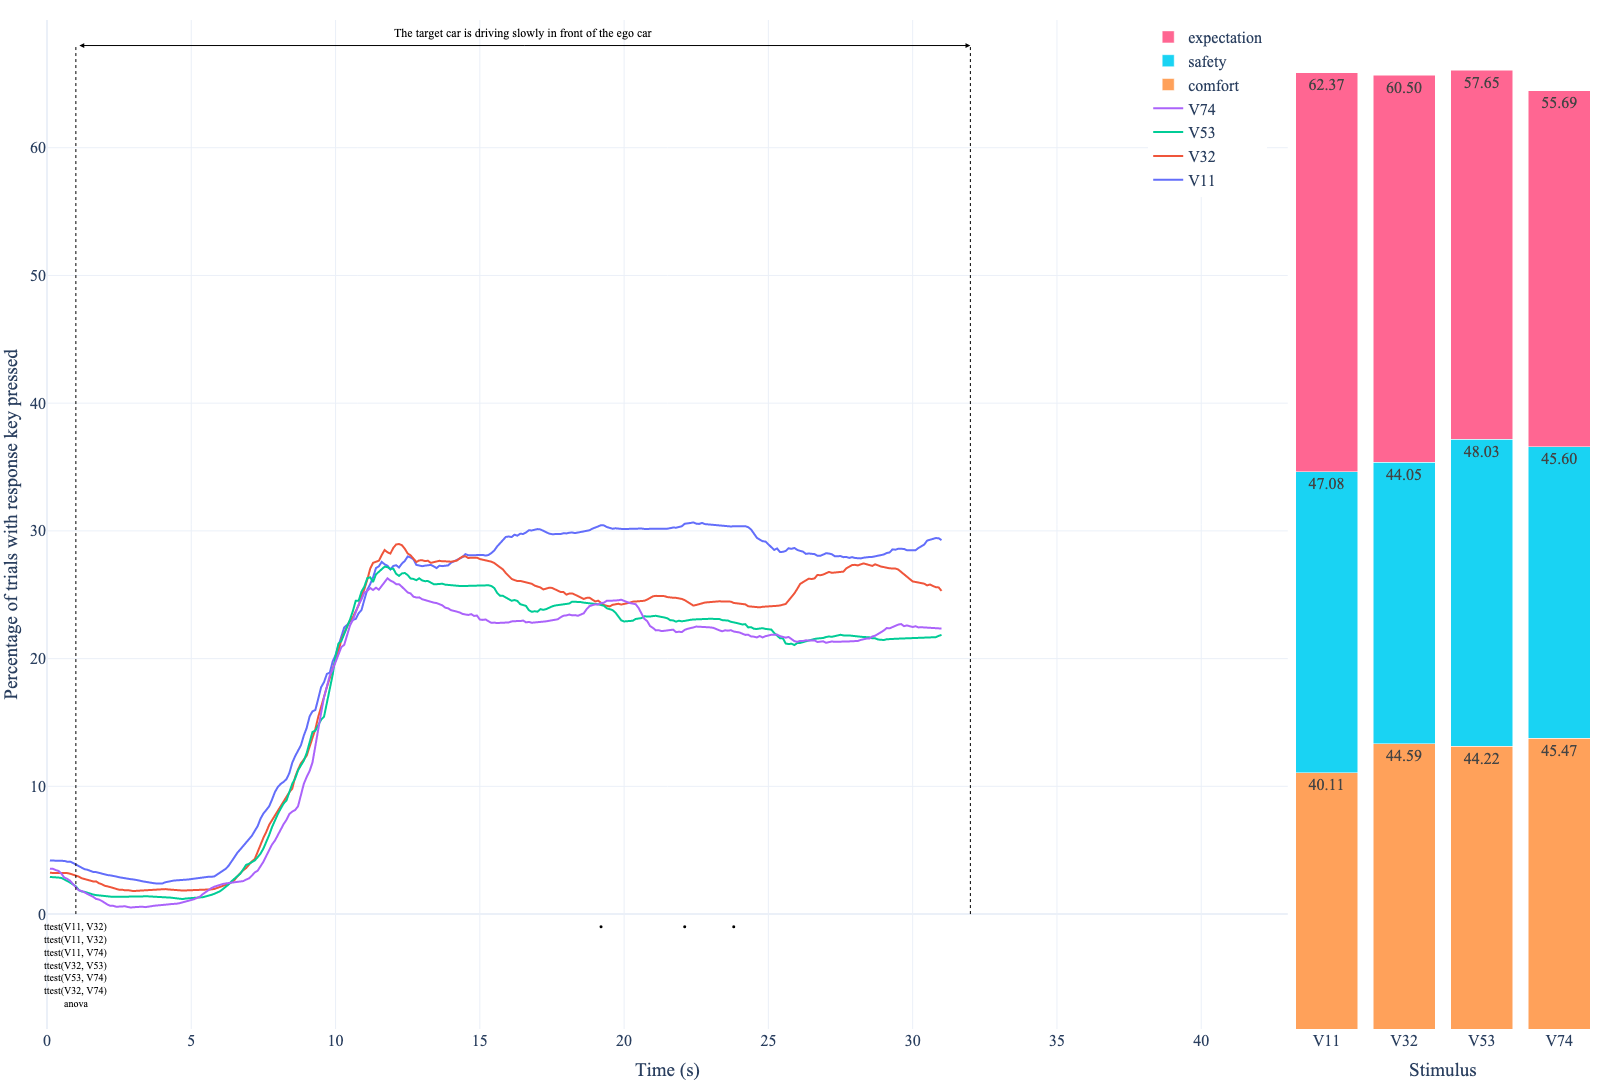 The target car is driving slowly in front of the ego car
expectation
safety
comfort
V74
V53
V32
V11
Percentage of trials with response key pressed
60
50
40
30
20
10
0
ttest(V11, V32)
ttest(V11, V32)
ttest(V11, V74)
ttest(V32, V53)
ttest(V53, V74)
ttest(V32, V74)
anova
0 5 10 15 20 25 30 35 40
Time (s)
62.37 60.50 57.65 55.69
47.08 44.05 48.03 45.60
40.11 44.59 44.22 45.47
V11 V32 V53 V74
Stimulus